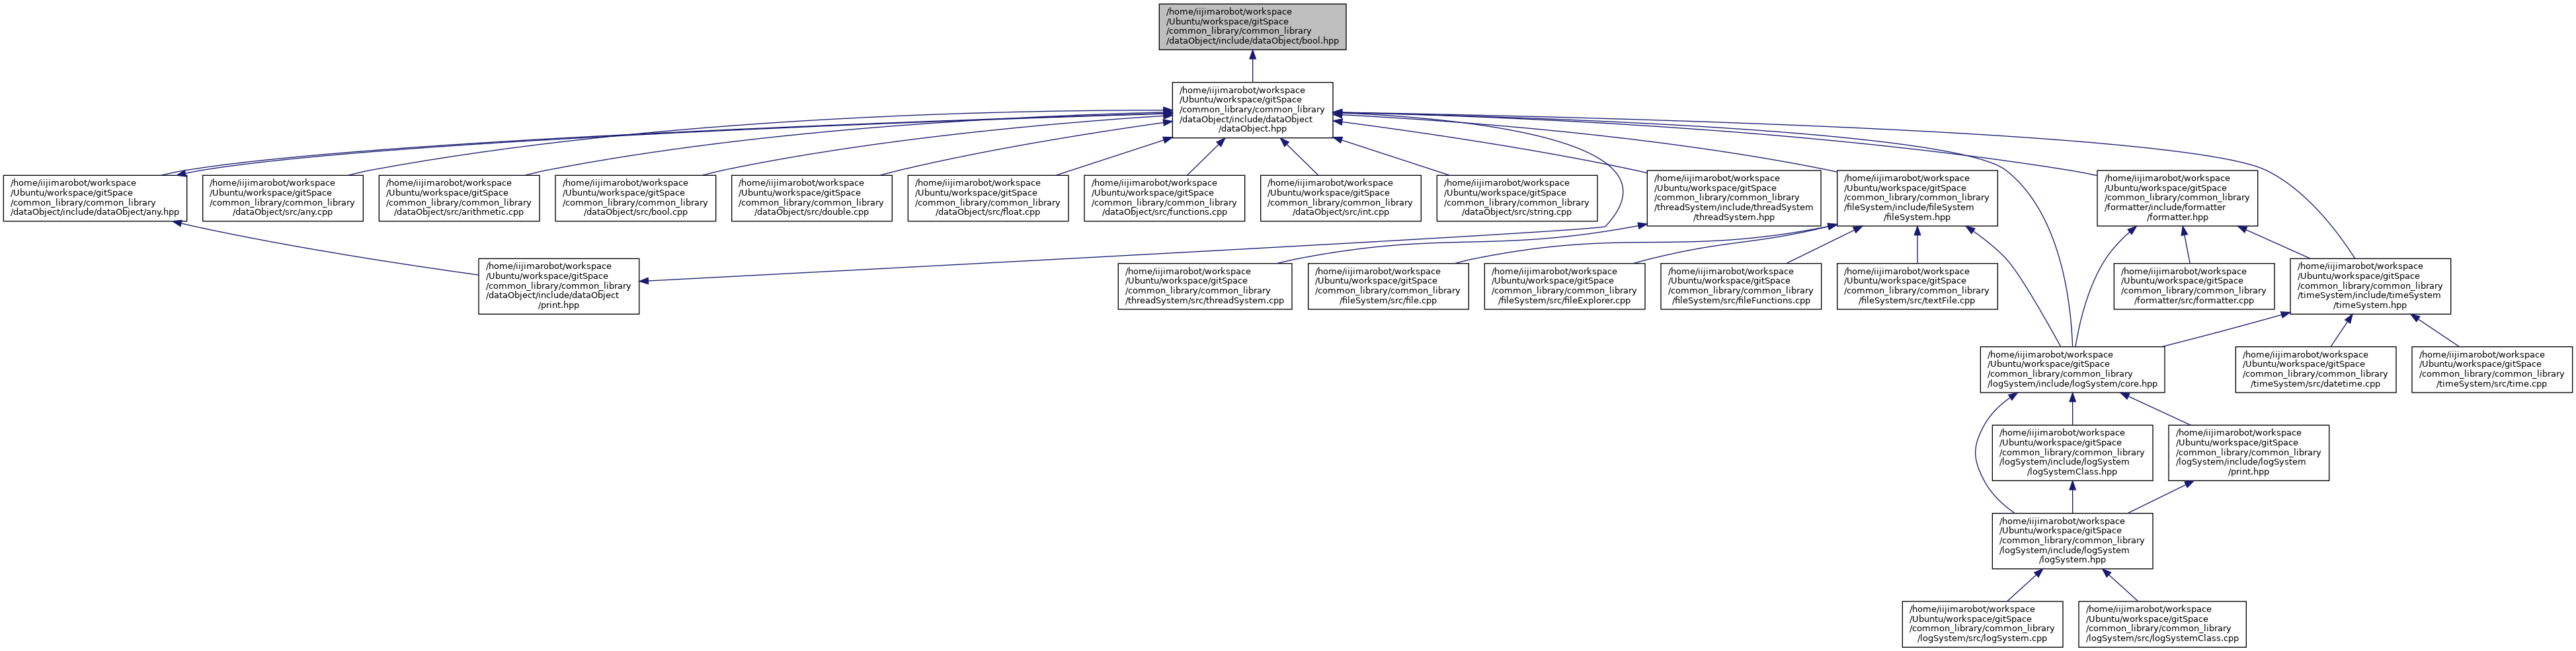 /home/iijimarobot/workspace
/Ubuntu/workspace/gitSpace
/common_library/common_library
/dataObject/include/dataObject/bool.hpp
/home/iijimarobot/workspace
/Ubuntu/workspace/gitSpace
/common_library/common_library
/dataObject/include/dataObject
/dataObject.hpp
/home/iijimarobot/workspace
/Ubuntu/workspace/gitSpace
/common_library/common_library
/dataObject/include/dataObject/any.hpp
/home/iijimarobot/workspace
/Ubuntu/workspace/gitSpace
/common_library/common_library
/dataObject/src/any.cpp
/home/iijimarobot/workspace
/Ubuntu/workspace/gitSpace
/common_library/common_library
/dataObject/src/arithmetic.cpp
/home/iijimarobot/workspace
/Ubuntu/workspace/gitSpace
/common_library/common_library
/dataObject/src/bool.cpp
/home/iijimarobot/workspace
/Ubuntu/workspace/gitSpace
/common_library/common_library
/dataObject/src/double.cpp
/home/iijimarobot/workspace
/Ubuntu/workspace/gitSpace
/common_library/common_library
/dataObject/src/float.cpp
/home/iijimarobot/workspace
/Ubuntu/workspace/gitSpace
/common_library/common_library
/dataObject/src/functions.cpp
/home/iijimarobot/workspace
/Ubuntu/workspace/gitSpace
/common_library/common_library
/dataObject/src/int.cpp
/home/iijimarobot/workspace
/Ubuntu/workspace/gitSpace
/common_library/common_library
/dataObject/src/string.cpp
/home/iijimarobot/workspace
/Ubuntu/workspace/gitSpace
/common_library/common_library
/threadSystem/include/threadSystem
/threadSystem.hpp
/home/iijimarobot/workspace
/Ubuntu/workspace/gitSpace
/common_library/common_library
/fileSystem/include/fileSystem
/fileSystem.hpp
/home/iijimarobot/workspace
/Ubuntu/workspace/gitSpace
/common_library/common_library
/formatter/include/formatter
/formatter.hpp
/home/iijimarobot/workspace
/Ubuntu/workspace/gitSpace
/common_library/common_library
/dataObject/include/dataObject
/print.hpp
/home/iijimarobot/workspace
/Ubuntu/workspace/gitSpace
/common_library/common_library
/threadSystem/src/threadSystem.cpp
/home/iijimarobot/workspace
/Ubuntu/workspace/gitSpace
/common_library/common_library
/fileSystem/src/file.cpp
/home/iijimarobot/workspace
/Ubuntu/workspace/gitSpace
/common_library/common_library
/fileSystem/src/fileExplorer.cpp
/home/iijimarobot/workspace
/Ubuntu/workspace/gitSpace
/common_library/common_library
/fileSystem/src/fileFunctions.cpp
/home/iijimarobot/workspace
/Ubuntu/workspace/gitSpace
/common_library/common_library
/fileSystem/src/textFile.cpp
/home/iijimarobot/workspace
/Ubuntu/workspace/gitSpace
/common_library/common_library
/formatter/src/formatter.cpp
/home/iijimarobot/workspace
/Ubuntu/workspace/gitSpace
/common_library/common_library
/timeSystem/include/timeSystem
/timeSystem.hpp
/home/iijimarobot/workspace
/Ubuntu/workspace/gitSpace
/common_library/common_library
/logSystem/include/logSystem/core.hpp
/home/iijimarobot/workspace
/Ubuntu/workspace/gitSpace
/common_library/common_library
/timeSystem/src/datetime.cpp
/home/iijimarobot/workspace
/Ubuntu/workspace/gitSpace
/common_library/common_library
/timeSystem/src/time.cpp
/home/iijimarobot/workspace
/Ubuntu/workspace/gitSpace
/common_library/common_library
/logSystem/include/logSystem
/logSystemClass.hpp
/home/iijimarobot/workspace
/Ubuntu/workspace/gitSpace
/common_library/common_library
/logSystem/include/logSystem
/print.hpp
/home/iijimarobot/workspace
/Ubuntu/workspace/gitSpace
/common_library/common_library
/logSystem/include/logSystem
/logSystem.hpp
/home/iijimarobot/workspace
/Ubuntu/workspace/gitSpace
/common_library/common_library
/logSystem/src/logSystem.cpp
/home/iijimarobot/workspace
/Ubuntu/workspace/gitSpace
/common_library/common_library
/logSystem/src/logSystemClass.cpp